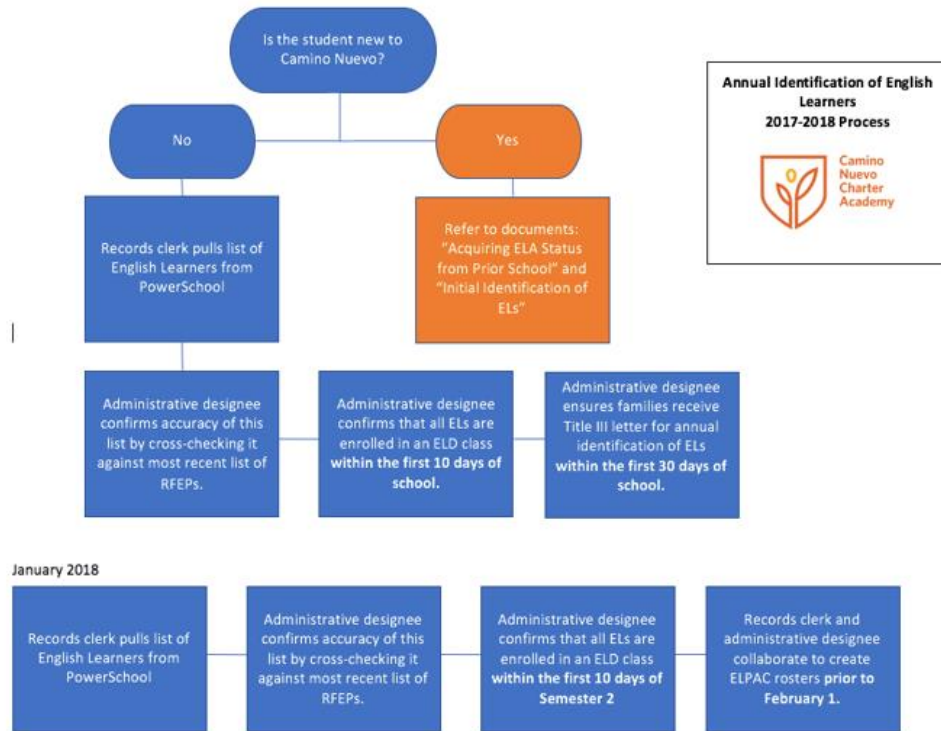 Is the student new to
Camino Nuevo?
Annual Identification of English
Learners
2017-2018 Process
Camino
Nuevo
Charter
Academy
No
Yes
Records clerk pulls list of
English Learners from
PowerSchool
Refer to documents:
"Acquiring ELA Status
from Prior School" and
"Initial Identification of
ELs"
Administrative designee
confirms accuracy of this
list by cross-checking it
against most recent list of
RFEPs.
Administrative designee
confirms that all ELs are
enrolled in an ELD class
within the first 10 days of
school.
Administrative designee
ensures families receive
Title III letter for annual
identification of ELs
within the first 30 days of
school.
January 2018
Records clerk pulls list of
English Learners from
PowerSchool
Administrative designee
confirms accuracy of this
list by cross-checking it
against most recent list of
RFEPs.
Administrative designee
confirms that all ELs are
enrolled in an ELD class
within the first 10 days of
Semester 2
Records clerk and
administrative designee
collaborate to create
ELPAC rosters prior to
February 1.